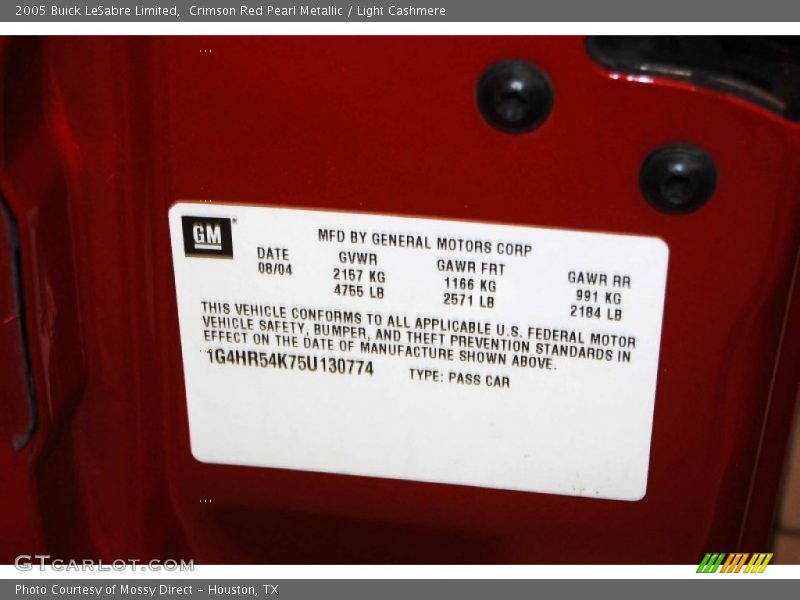 2005 Buick LeSabre Limited,  Crimson Red Pearl Metallic / Light Cashmere
GM
MFD BY GENERAL MOTORS CORP
DATE GVWR GAWR FRT GAWR RR
08/04 2157 KG 1166 KG 991 KG
4755 LB 2571 LB 2184 LB
THIS VEHICLE CONFORMS TO ALL APPLICABLE U.S. FEDERAL MOTOR
VEHICLE SAFETY, BUMPER, AND THEFT PREVENTION STANDARDS IN
EFFECT ON THE DATE OF MANUFACTURE SHOWN ABOVE.
1G4HR54K75U130774 TYPE: PASS CAR
GTCARLOT.COM
Photo Courtesy of Mossy Direct – Houston, TX